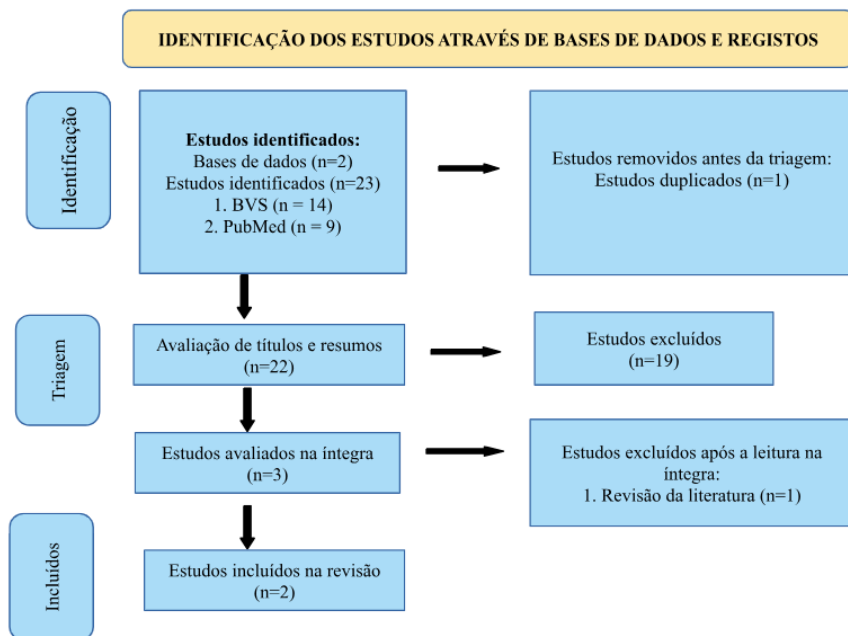 IDENTIFICAÇÃO DOS ESTUDOS ATRAVÉS DE BASES DE DADOS E REGISTOS
Identificação
Estudos identificados:
Bases de dados (n=2)
Estudos identificados (n=23)
1. BVS (n = 14)
2. PubMed (n = 9)
Estudos removidos antes da triagem:
Estudos duplicados (n=1)
Triagem
Avaliação de títulos e resumos
(n=22)
Estudos excluídos
(n=19)
Estudos avaliados na íntegra
(n=3)
Estudos excluídos após a leitura na
íntegra:
1. Revisão da literatura (n=1)
Incluídos
Estudos incluídos na revisão
(n=2)